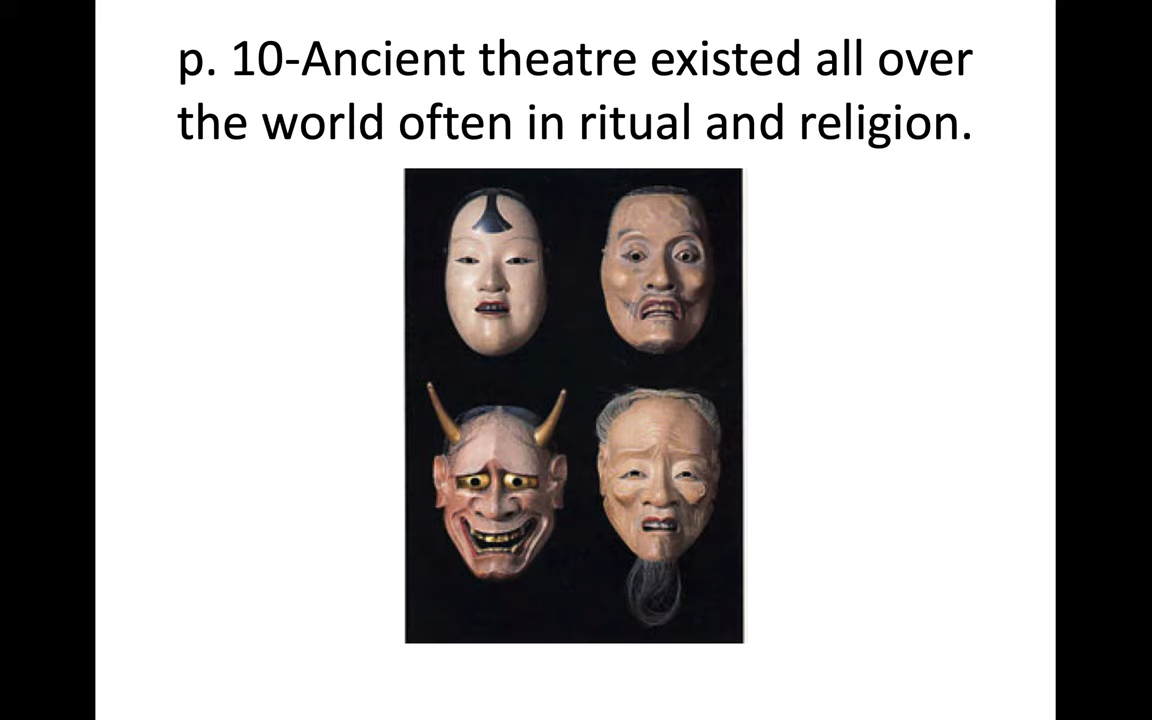 p. 10-Ancient theatre existed all over
the world often in ritual and religion.